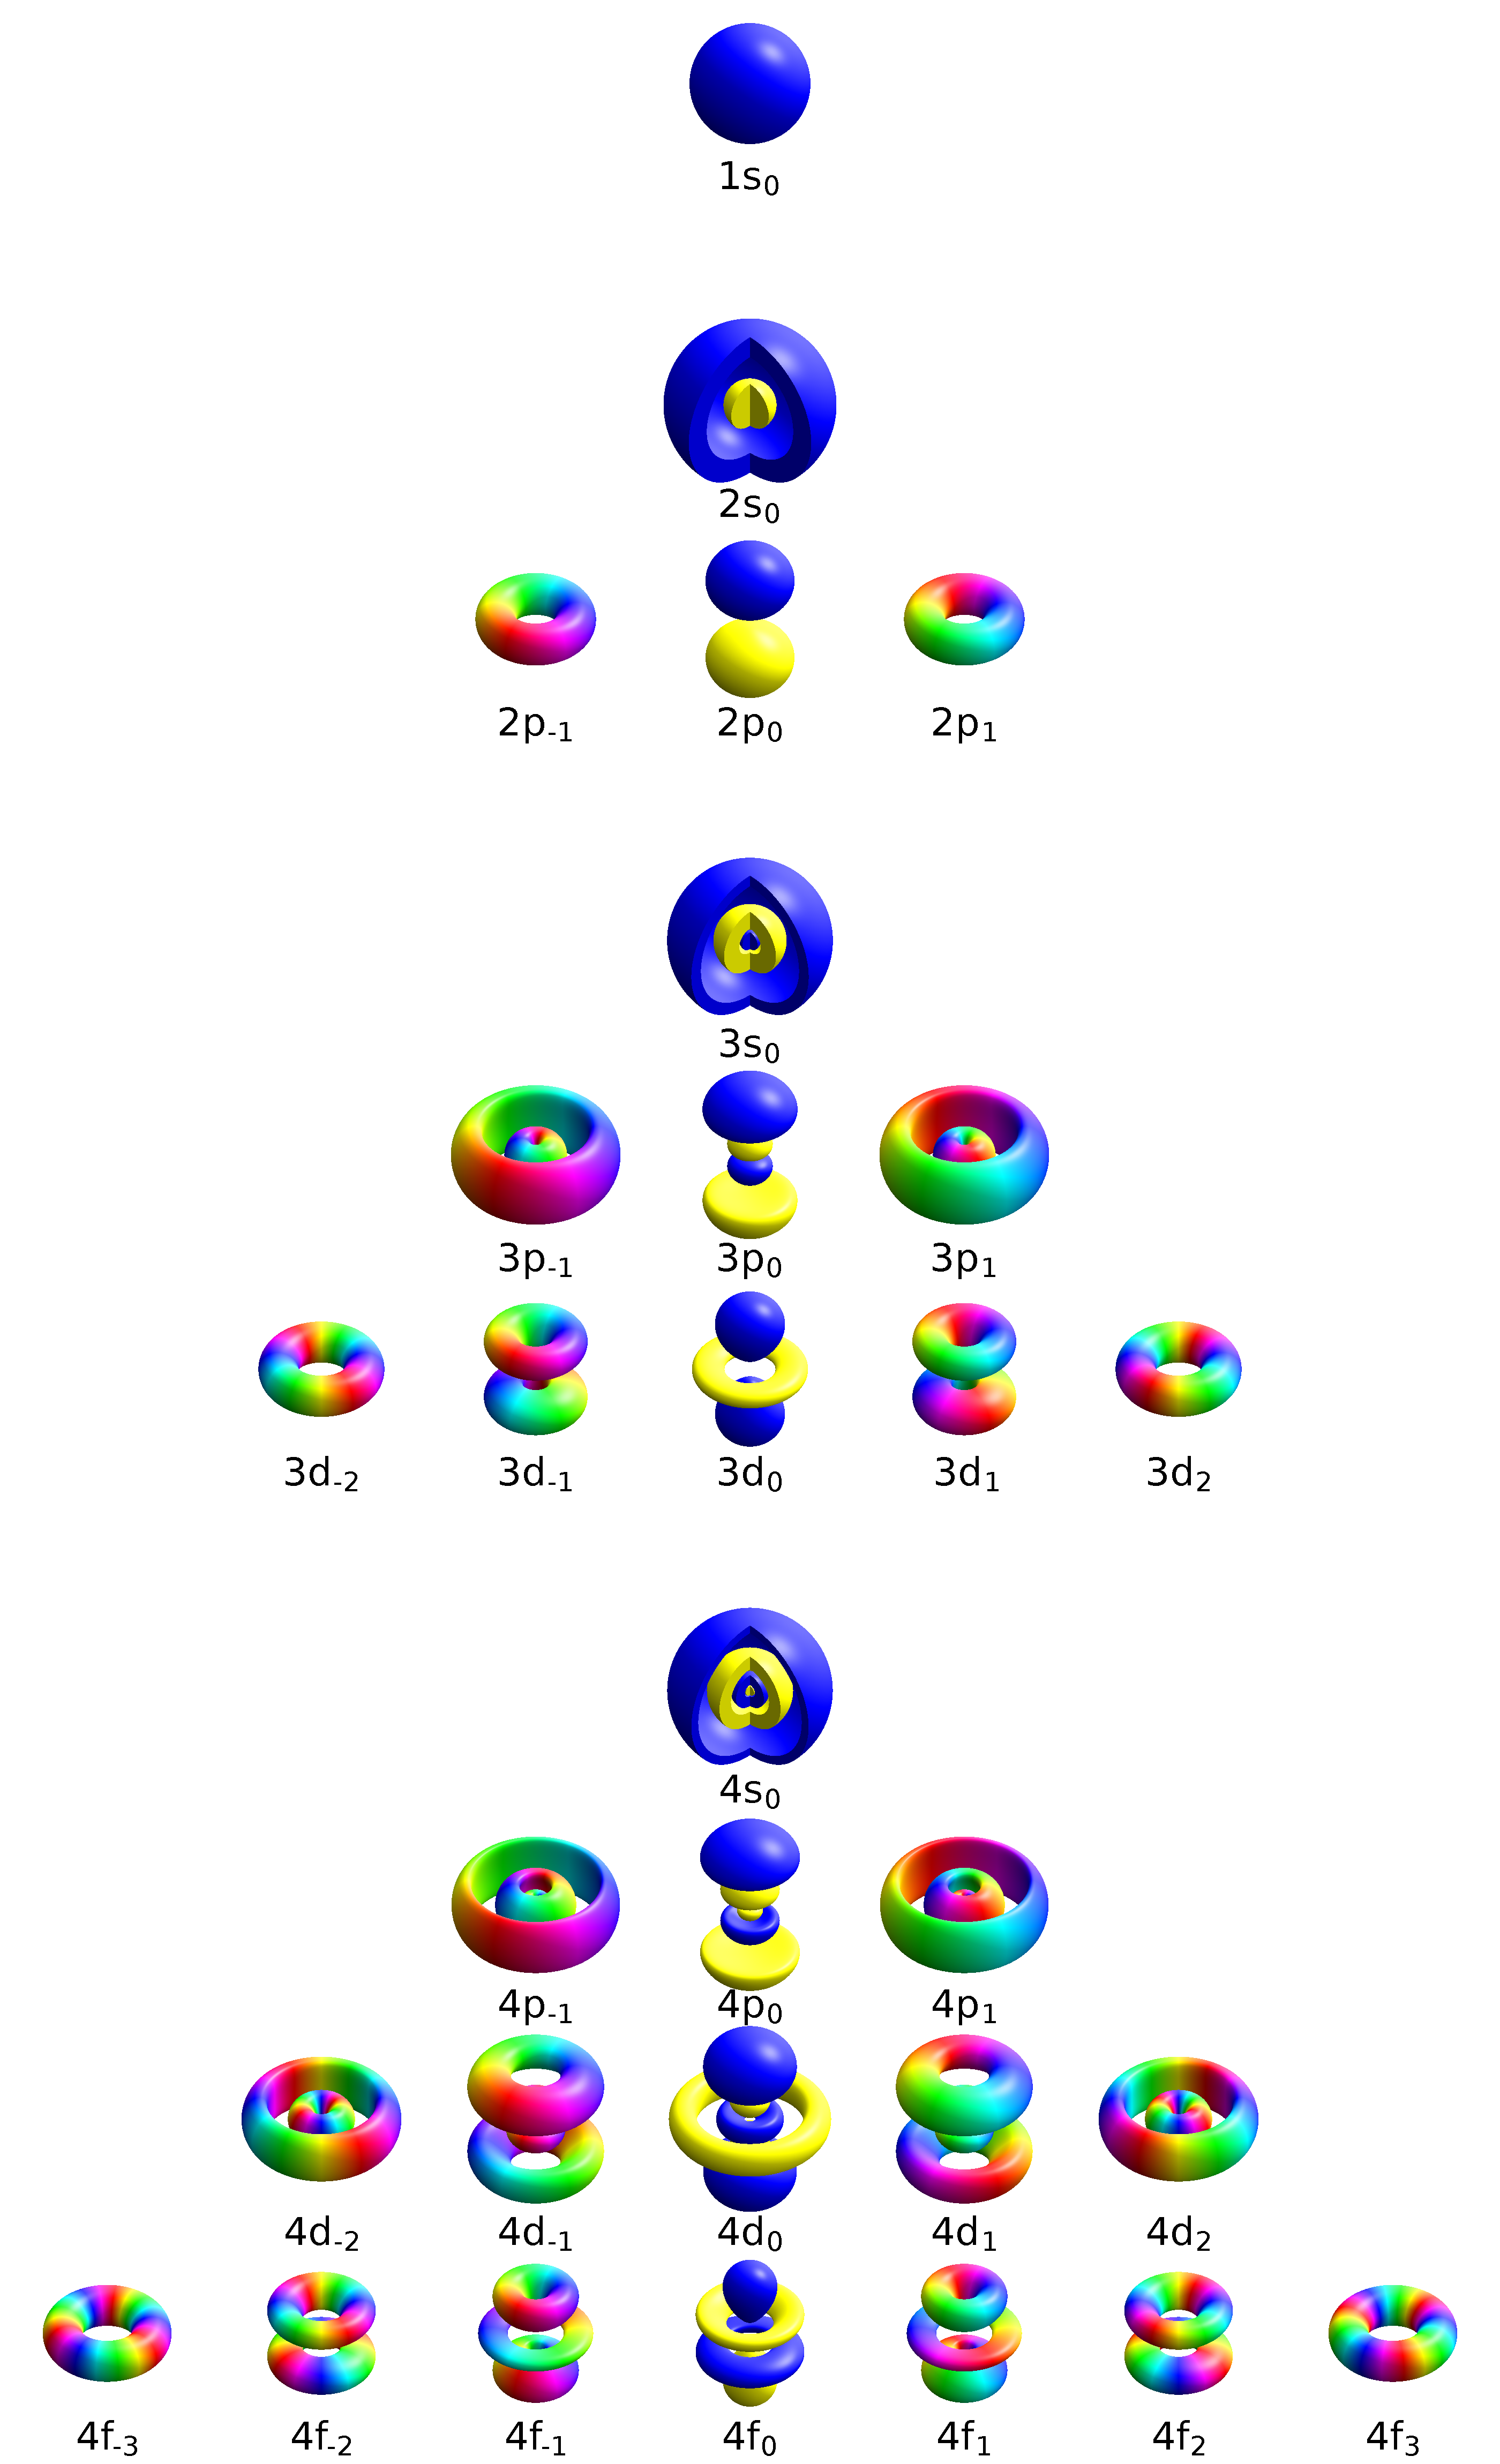 1s₀
2s₀
2p₋₁ 2p₀ 2p₁
3s₀
3p₋₁ 3p₀ 3p₁
3d₋₂ 3d₋₁ 3d₀ 3d₁ 3d₂
4s₀
4p₋₁ 4p₀ 4p₁
4d₋₂ 4d₋₁ 4d₀ 4d₁ 4d₂
4f₋₃ 4f₋₂ 4f₋₁ 4f₀ 4f₁ 4f₂ 4f₃